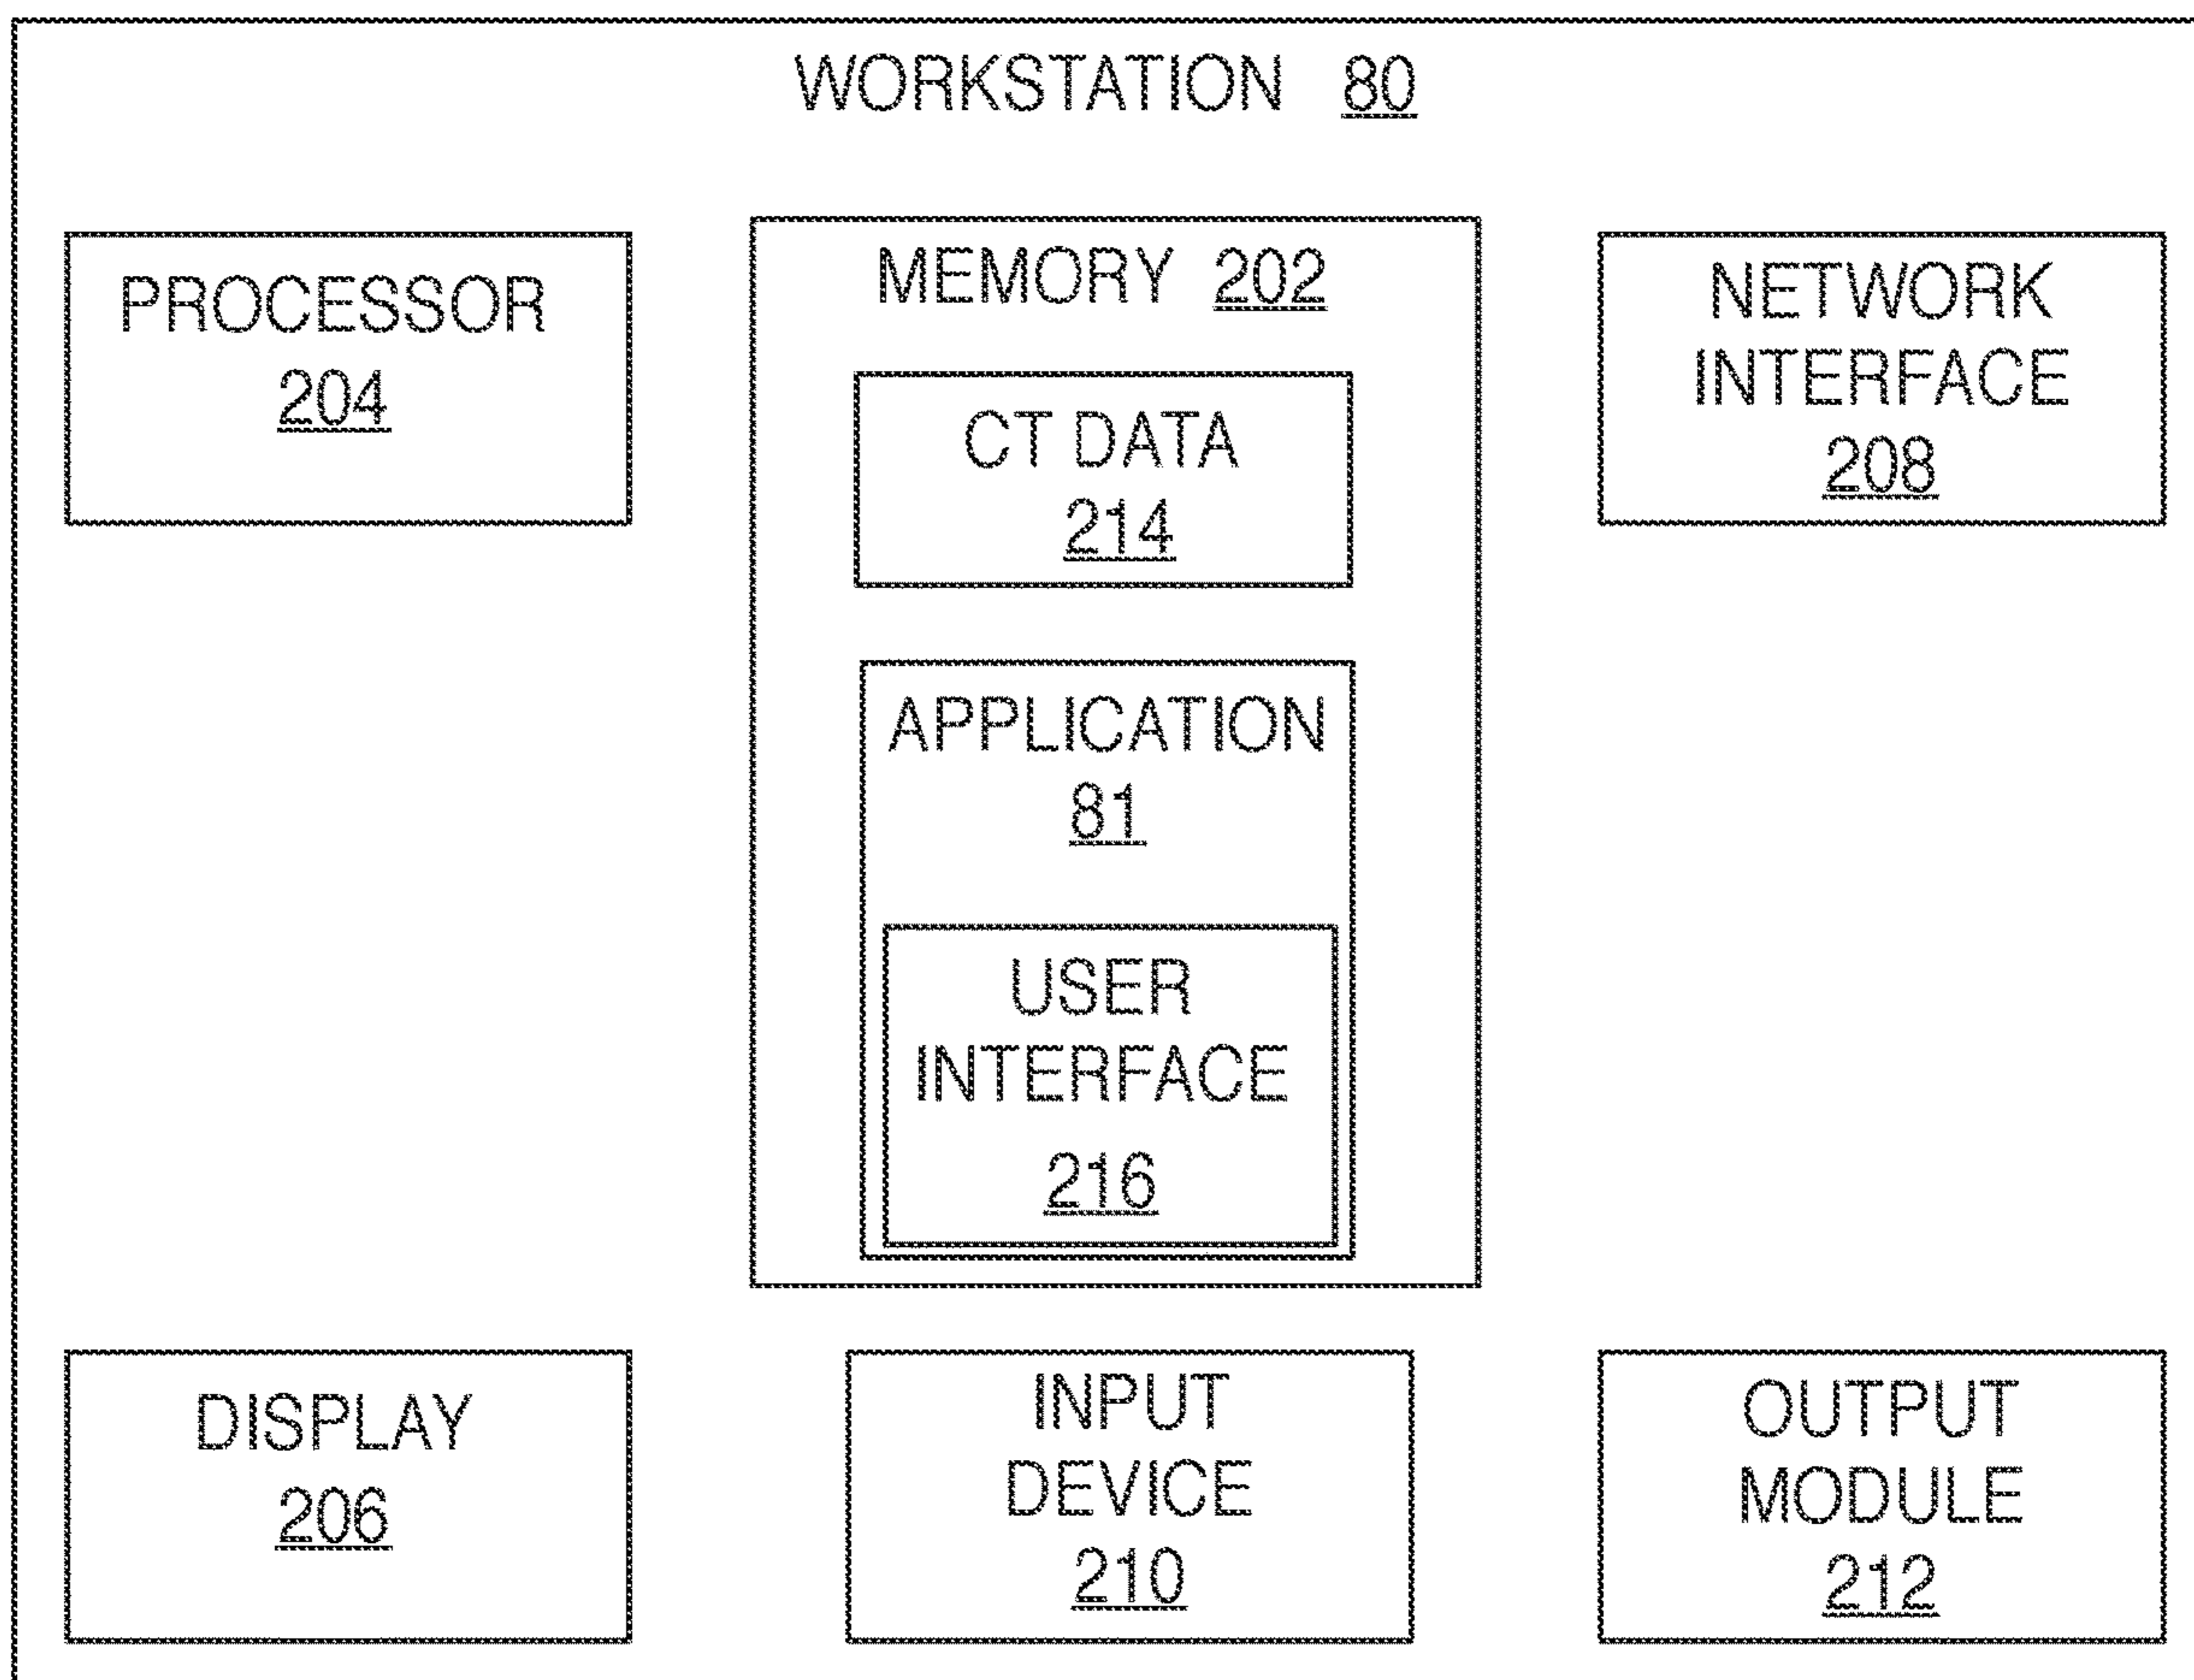 WORKSTATION 80
PROCESSOR
204
MEMORY 202
CT DATA
214
APPLICATION
81
USER
INTERFACE
216
NETWORK
INTERFACE
208
DISPLAY
206
INPUT
DEVICE
210
OUTPUT
MODULE
212